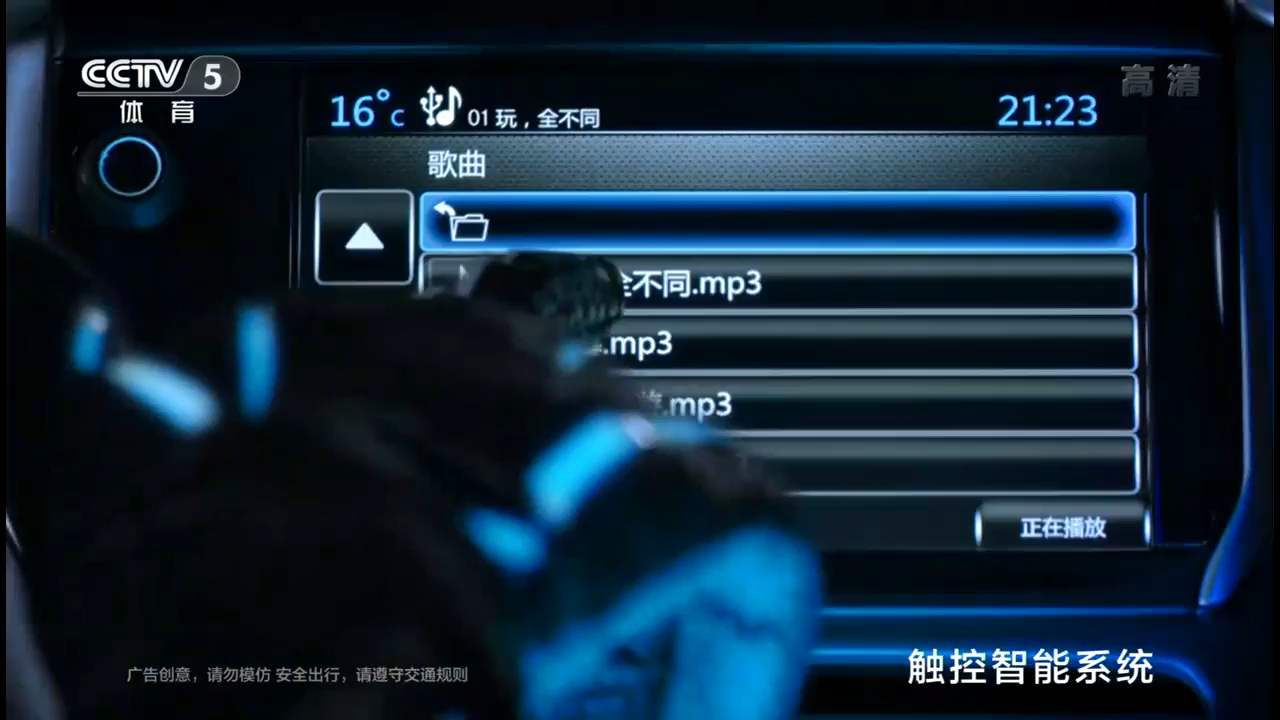 CCTV 5
体育
高清
16°C
01 玩，全不同
21:23
歌曲
全不同.mp3
.mp3
.mp3
正在播放
广告创意，请勿模仿 安全出行，请遵守交通规则
触控智能系统